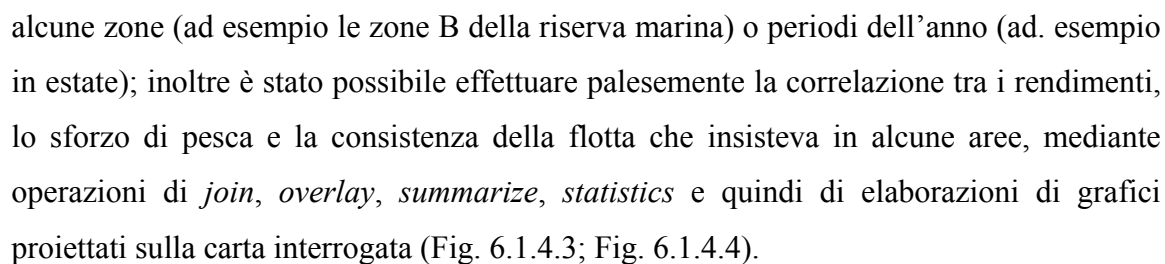 alcune zone (ad esempio le zone B della riserva marina) o periodi dell’anno (ad. esempio
in estate); inoltre è stato possibile effettuare palesemente la correlazione tra i rendimenti,
lo sforzo di pesca e la consistenza della flotta che insisteva in alcune aree, mediante
operazioni di join, overlay, summarize, statistics e quindi di elaborazioni di grafici
proiettati sulla carta interrogata (Fig. 6.1.4.3; Fig. 6.1.4.4).